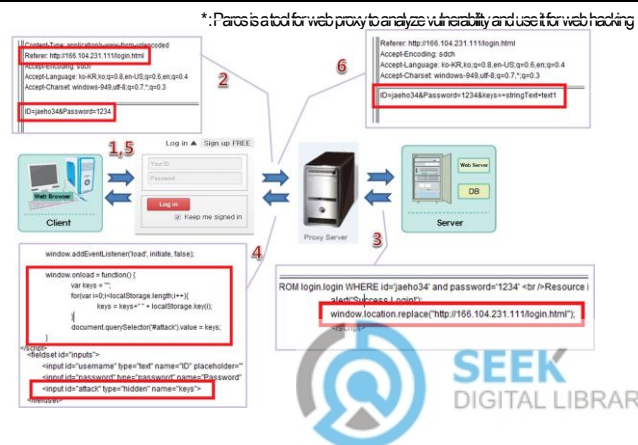 *: Paros is a tool for web proxy to analyze vulnerability and use it for web hacking
Content-Type: application/x-www-form-urlencoded
Referer: http://166.104.231.111/login.html
Accept-Encoding: sdch
Accept-Language: ko-KR,ko;q=0.8,en-US;q=0.6,en;q=0.4
Accept-Charset: windows-949,utf-8;q=0.7,*;q=0.3
ID=jaeho34&Password=1234
2
6
Referer: http://166.104.231.111/login.html
Accept-Encoding: sdch
Accept-Language: ko-KR,ko;q=0.8,en-US;q=0.6,en;q=0.4
Accept-Charset: windows-949,utf-8;q=0.7,*;q=0.3
ID=jaeho34&Password=1234&keys=+stringText+text1
1,5
Log in ▲ Sign up FREE
Your ID
Password
Log in
Keep me signed in
Web Browser
Client
Proxy Server
Web Server
DB
Server
4
3
window.addEventListener('load', initiate, false);
window.onload = function() {
var keys = "";
for(var i=0;i<localStorage.length;i++){
keys = keys+" " + localStorage.key(i);
}
document.querySelector('#attack').value = keys;
}
</script>
<fieldset id="inputs">
<input id="username" type="text" name="ID" placeholder="
<input id="password" type="password" name="Password"
<input id="attack" type="hidden" name="keys">
<fieldset>
ROM login.login WHERE id='jaeho34' and password='1234' <br />Resource i
alert('Success Login!');
window.location.replace("http://166.104.231.111/login.html");
</script>
SEEK
DIGITAL LIBRAR